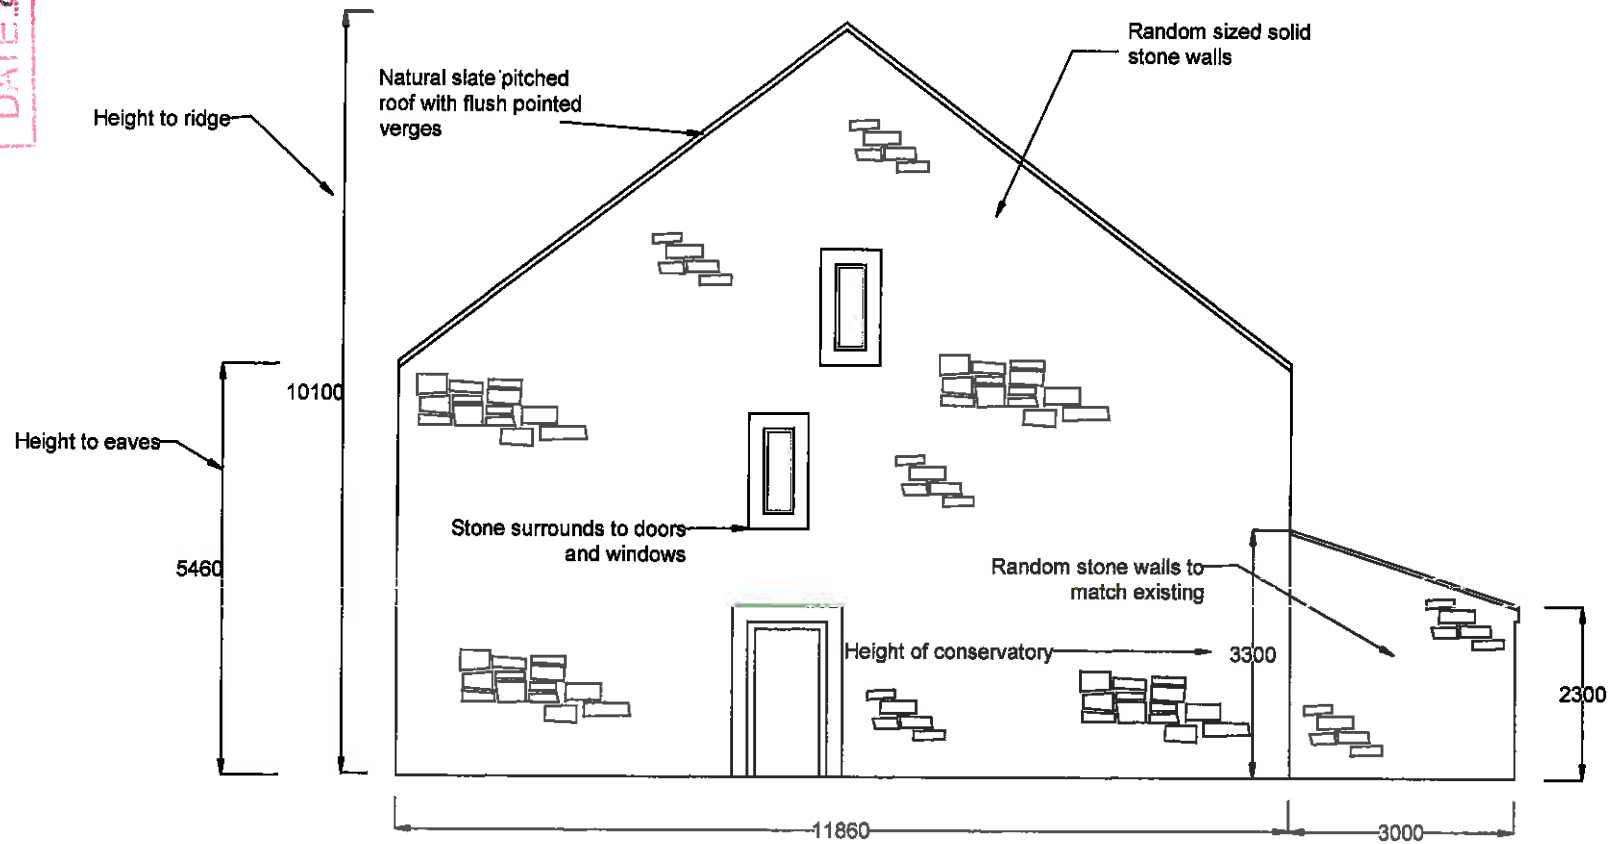 DATE
Random sized solid
stone walls
Natural slate pitched
roof with flush pointed
verges
Height to ridge
10100
Height to eaves
5460
Stone surrounds to doors
and windows
Random stone walls to
match existing
Height of conservatory
3300
2300
11860
3000